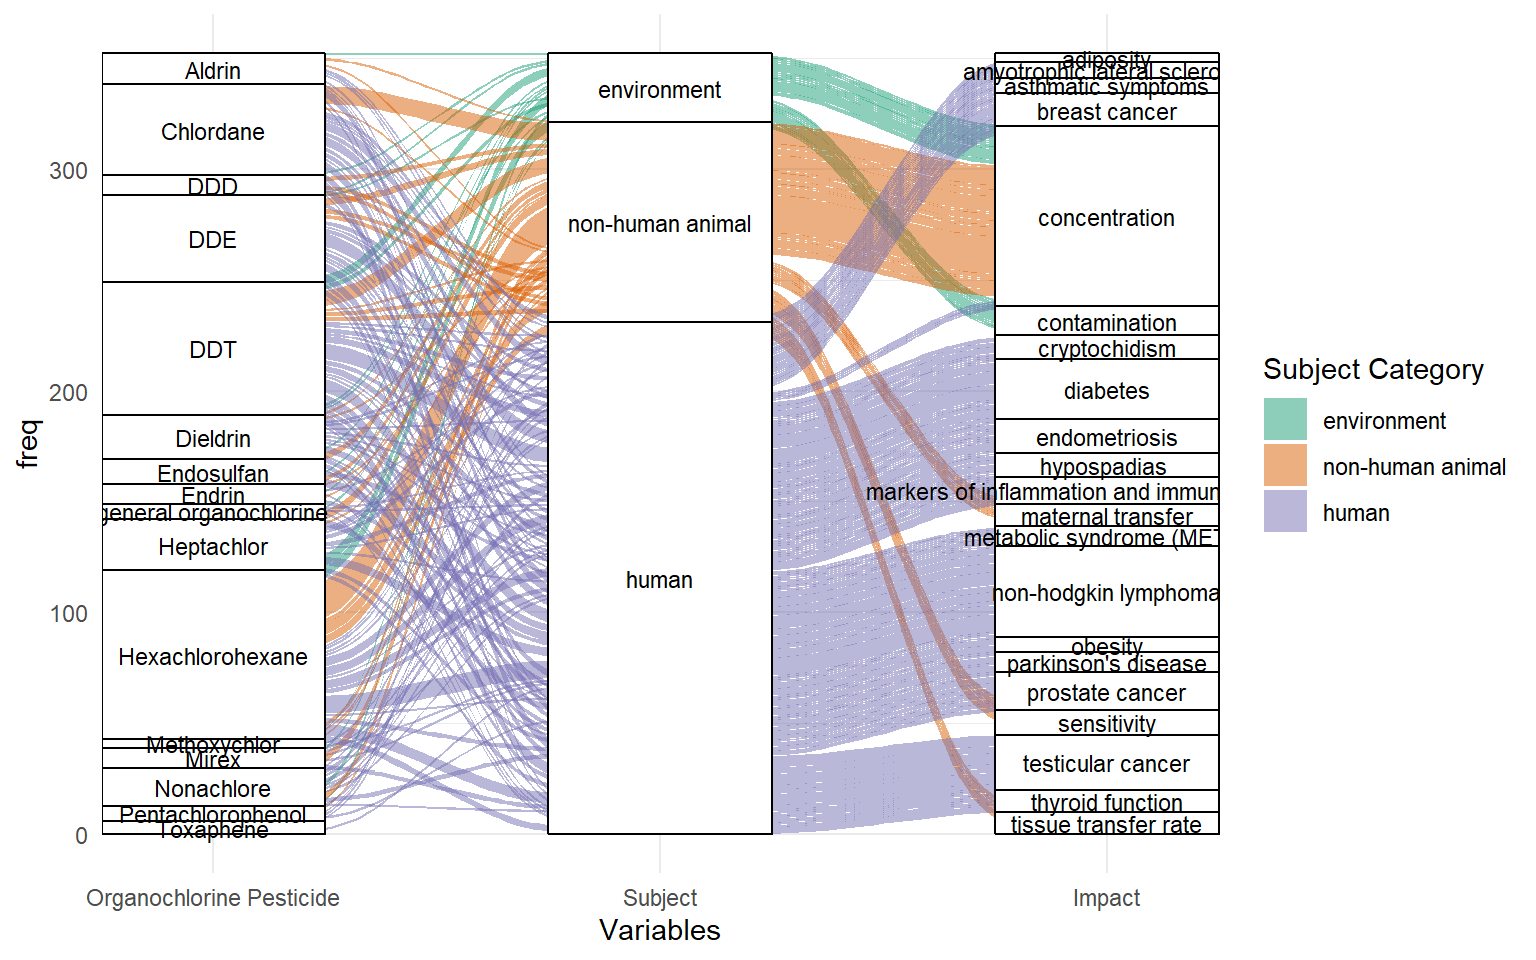 Aldrin
Chlordane
DDD
DDE
DDT
Dieldrin
Endosulfan
Endrin
general organochlorine
Heptachlor
Hexachlorohexane
Methoxychlor
Mirex
Nonachlore
Pentachlorophenol
Toxaphene
environment
non-human animal
human
adiposity
amyotrophic lateral sclero
asthmatic symptoms
breast cancer
concentration
contamination
cryptochidism
diabetes
endometriosis
hypospadias
markers of inflammation and immun
maternal transfer
metabolic syndrome (MET
non-hodgkin lymphoma
obesity
parkinson's disease
prostate cancer
sensitivity
testicular cancer
thyroid function
tissue transfer rate
300
200
100
0
freq
Organochlorine Pesticide
Subject
Impact
Variables
Subject Category
environment
non-human animal
human